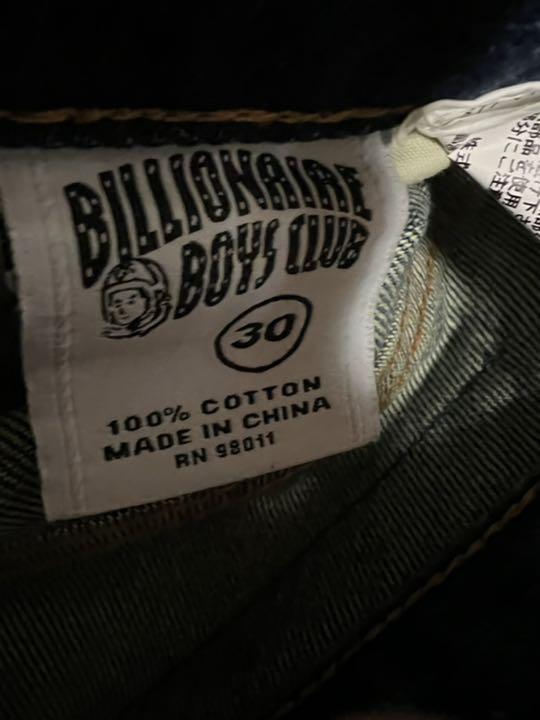 BILLIONAIRE
BOYS CLUB
30
100% COTTON
MADE IN CHINA
RN 98011